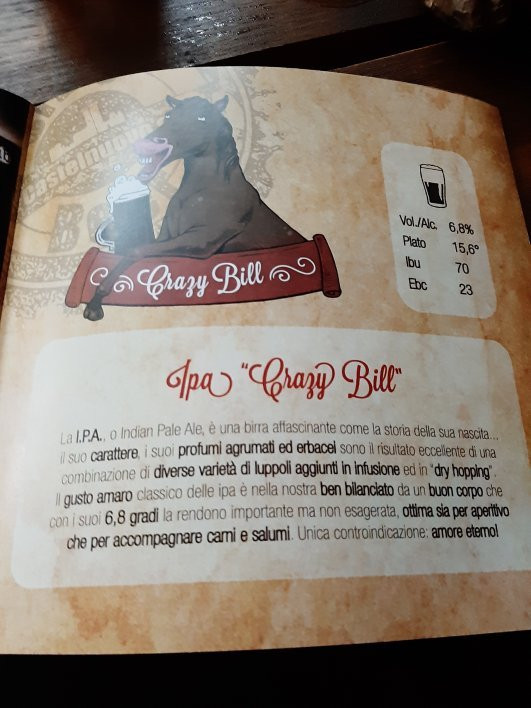 Crazy Bill
Vol./Alc. 6,8%
Plato 15,6°
Ibu 70
Ebc 23
Ipa "Crazy Bill"
La I.P.A., o Indian Pale Ale, è una birra affascinante come la storia della sua nascita...
il suo carattere, i suoi profumi agrumati ed erbacei sono il risultato eccellente di una
combinazione di diverse varietà di luppoli aggiunti in infusione ed in "dry hopping".
Il gusto amaro classico delle ipa è nella nostra ben bilanciato da un buon corpo che
con i suoi 6,8 gradi la rendono importante ma non esagerata, ottima sia per aperitivo
che per accompagnare carni e salumi. Unica controindicazione: amore eterno!